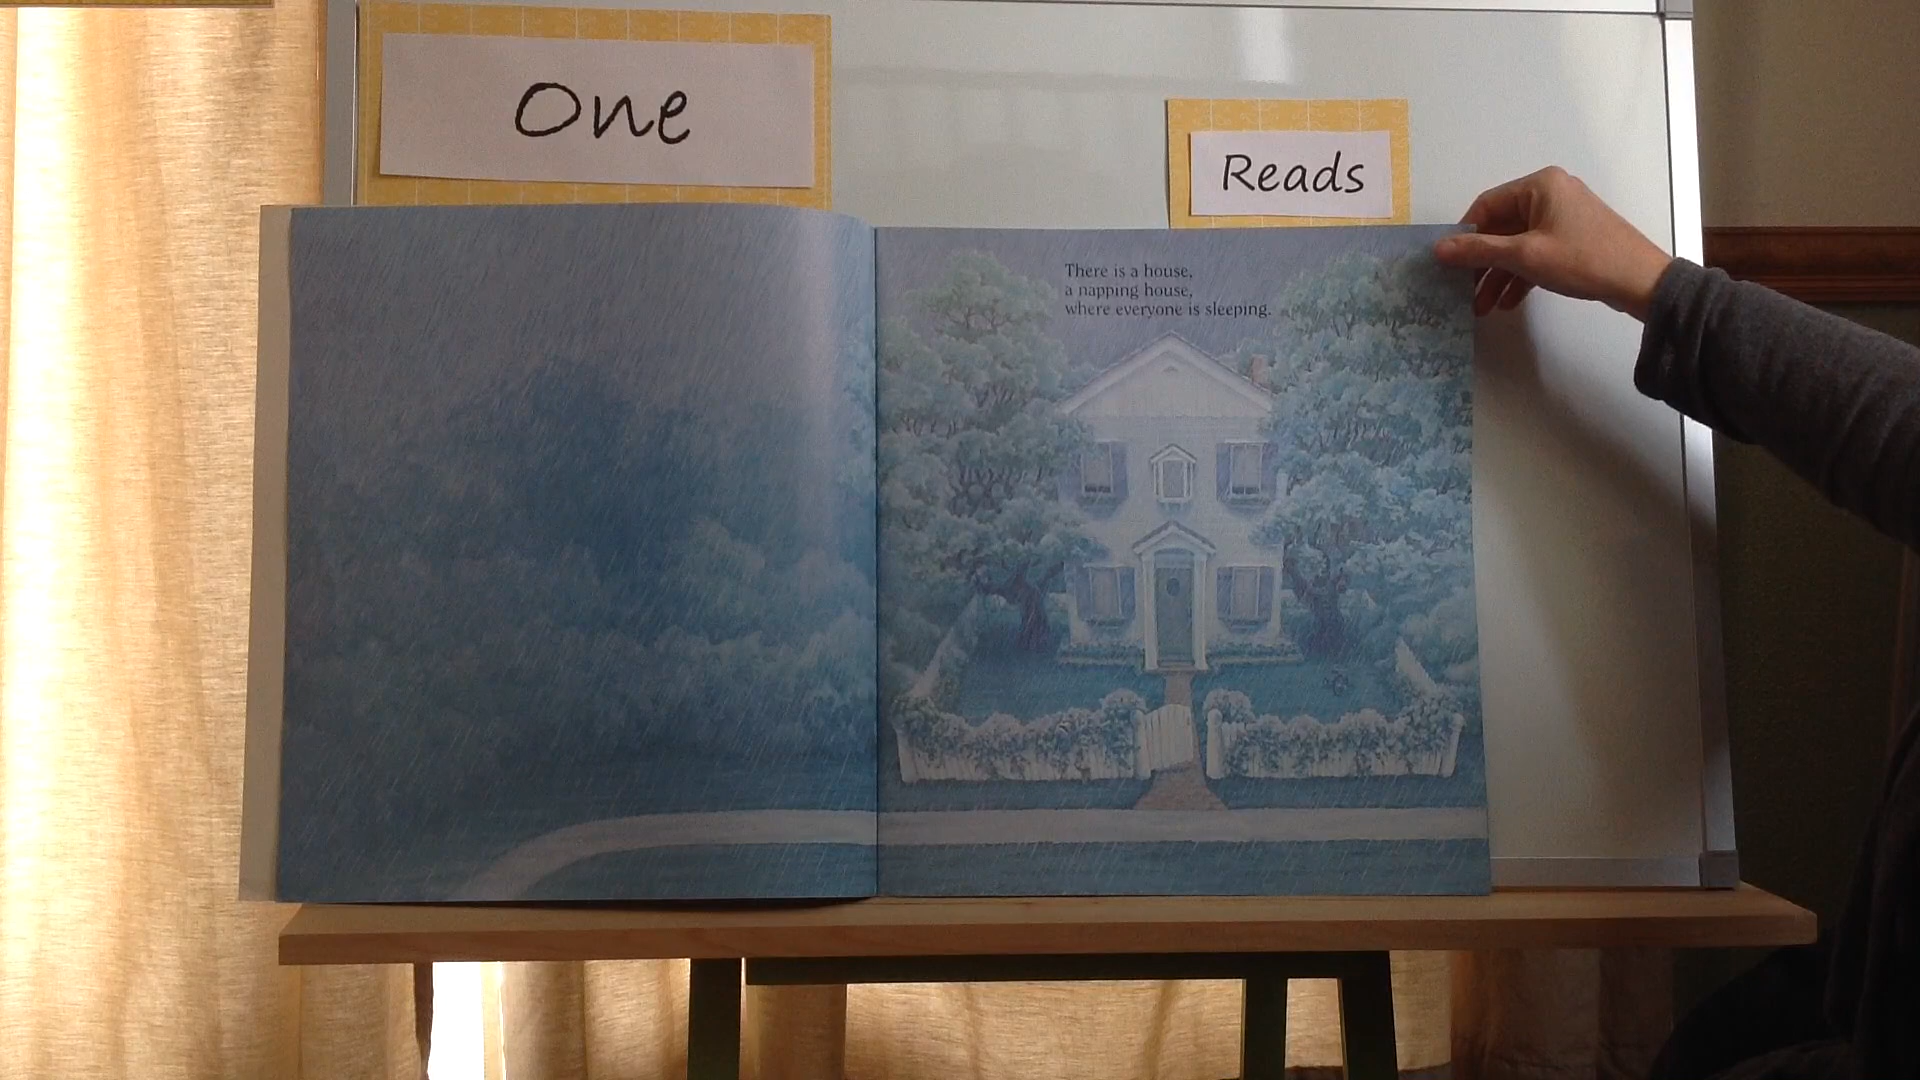 One
Reads
There is a house,
a napping house,
where everyone is sleeping.